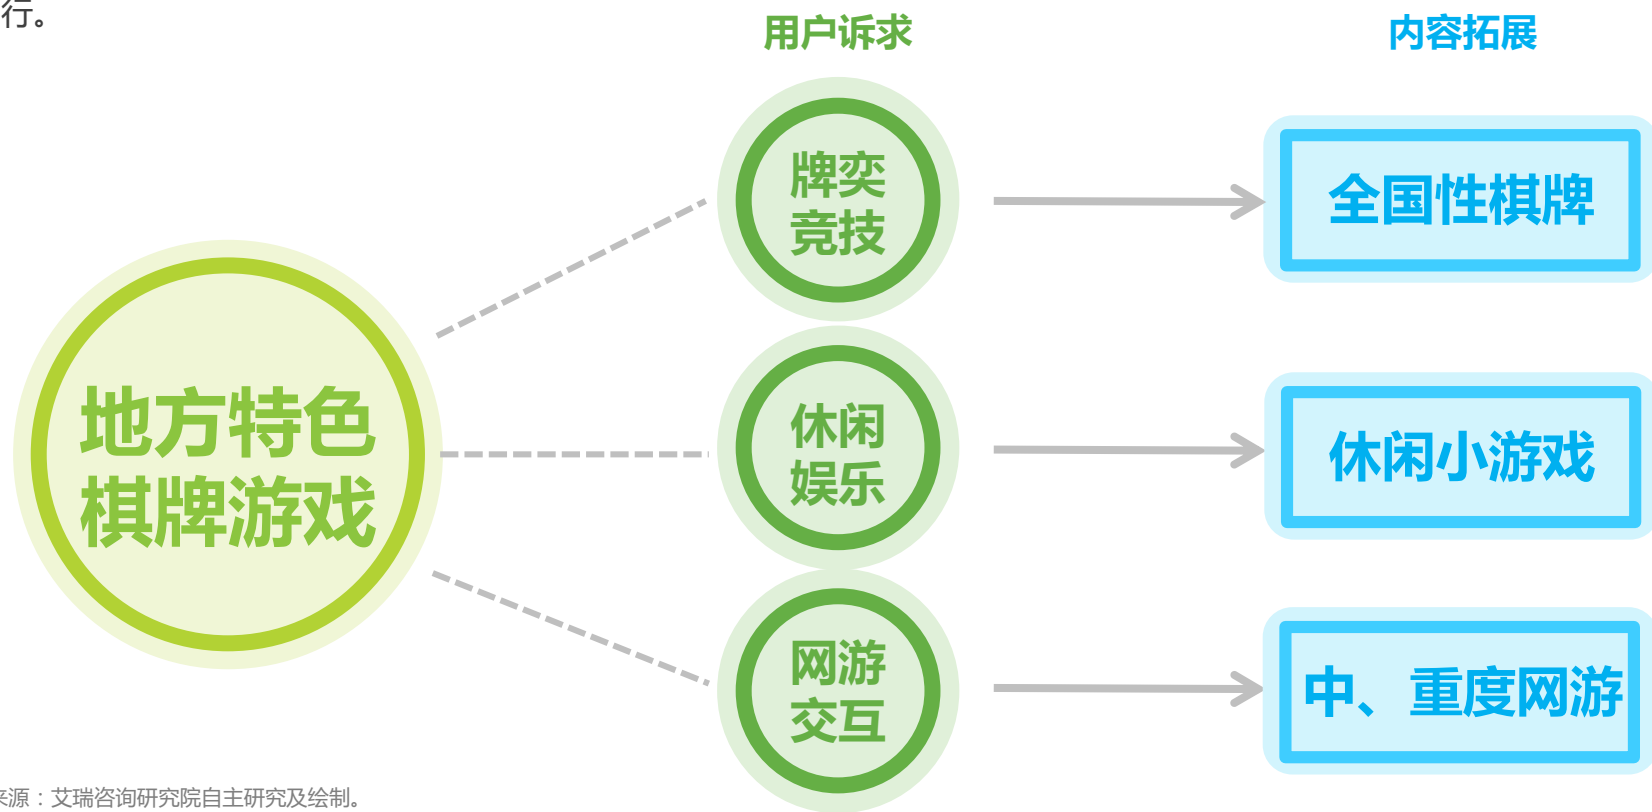 行。
用户诉求
内容拓展
地方特色
棋牌游戏
牌奕
竞技
全国性棋牌
休闲
娱乐
休闲小游戏
网游
交互
中、重度网游
来源：艾瑞咨询研究院自主研究及绘制。